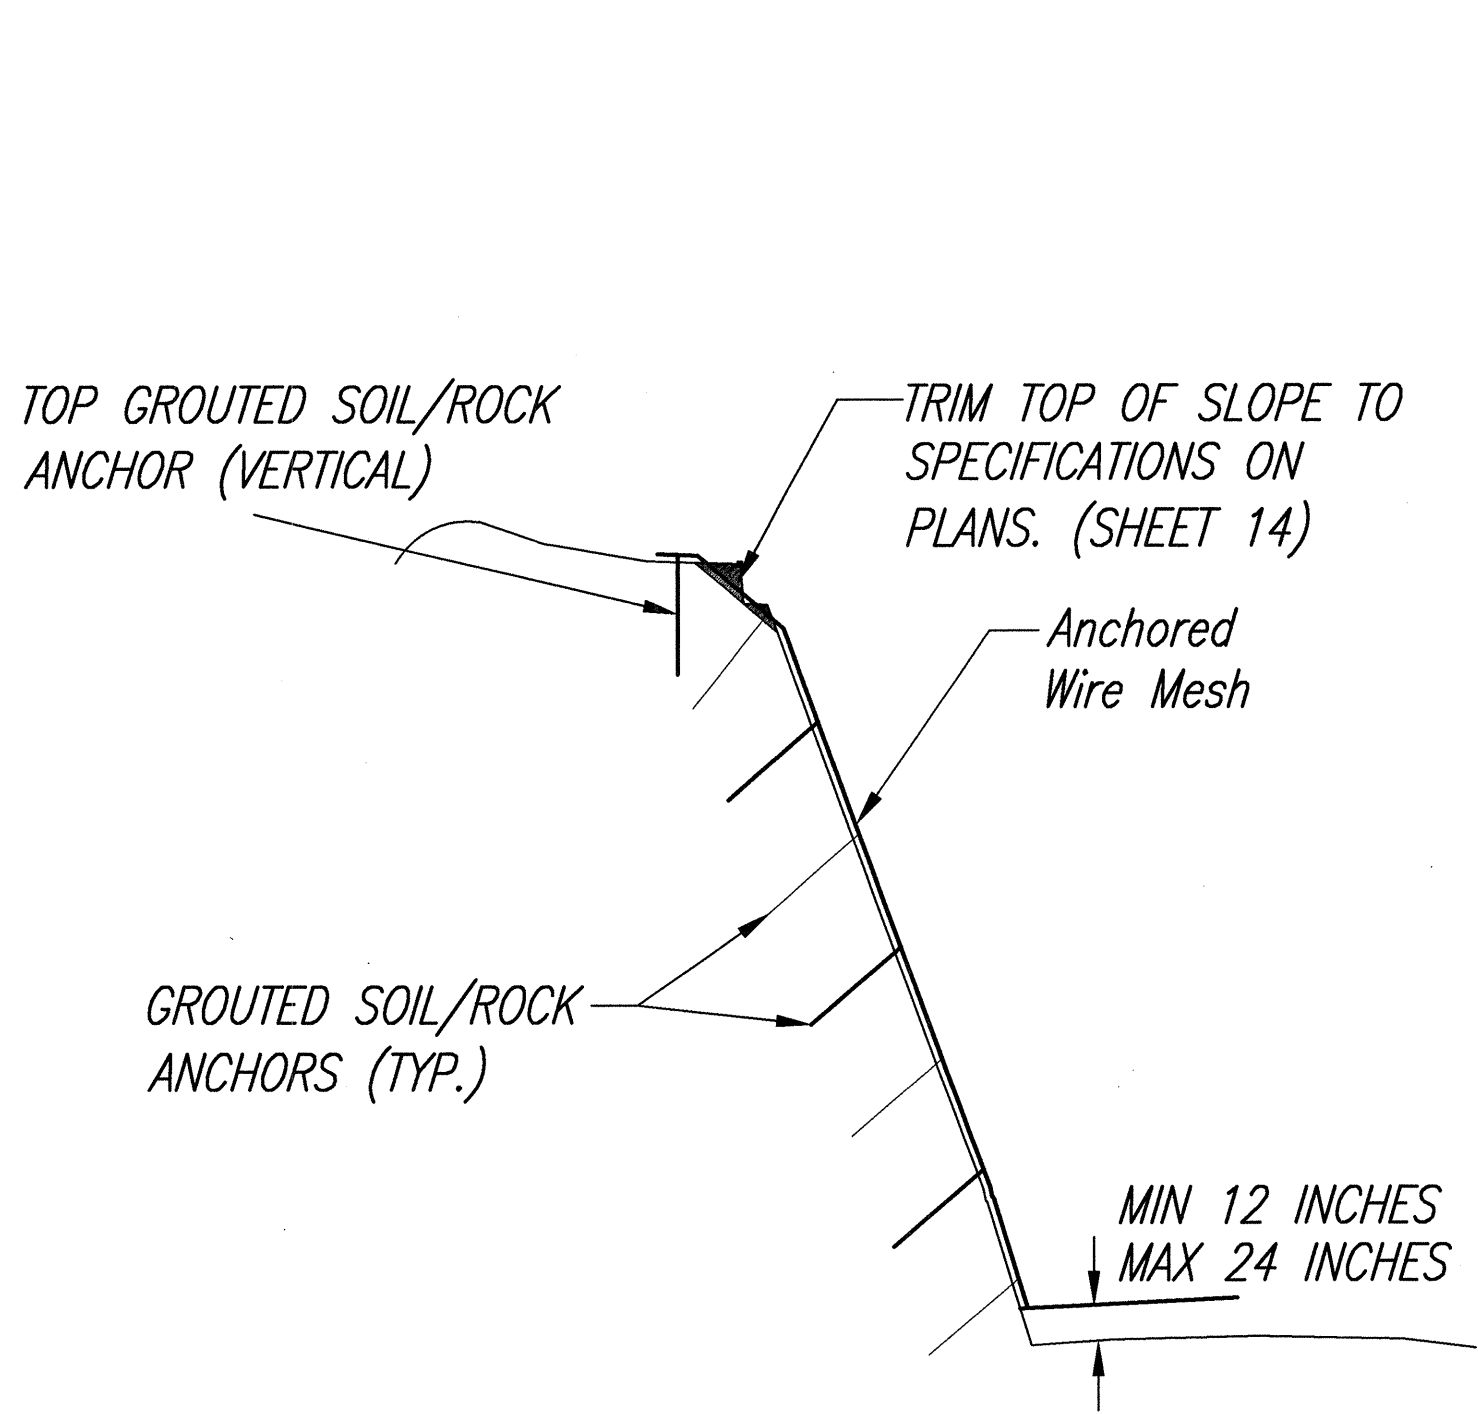 TOP GROUTED SOIL/ROCK
ANCHOR (VERTICAL)
TRIM TOP OF SLOPE TO
SPECIFICATIONS ON
PLANS. (SHEET 14)
Anchored
Wire Mesh
GROUTED SOIL/ROCK
ANCHORS (TYP.)
MIN 12 INCHES
MAX 24 INCHES